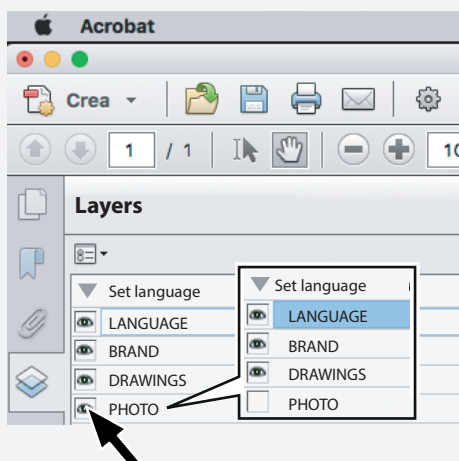 Acrobat
Crea
1 / 1
10
Layers
Set language
LANGUAGE
BRAND
DRAWINGS
PHOTO
Set language
LANGUAGE
BRAND
DRAWINGS
PHOTO